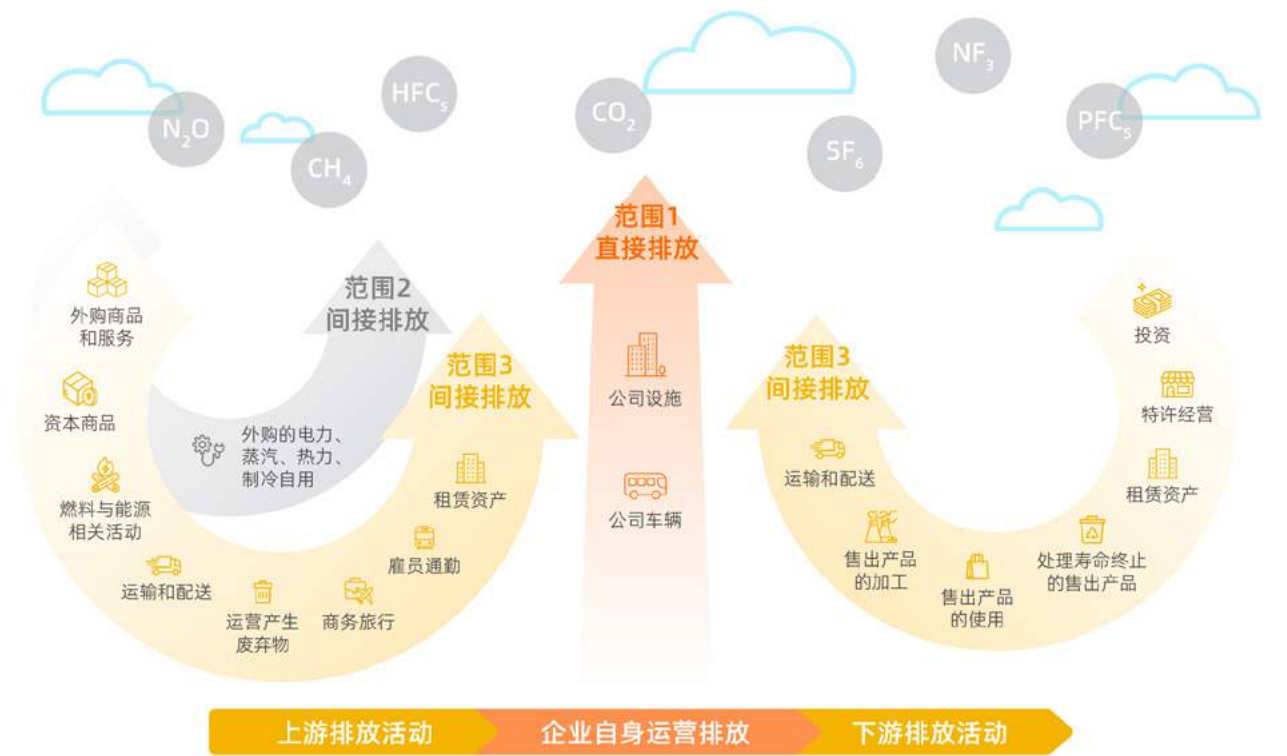 N₂O
CH₄
HFCₛ
CO₂
SF₆
NF₃
PFCₛ
外购商品
和服务
资本商品
燃料与能源
相关活动
运输和配送
运营产生
废弃物
商务旅行
雇员通勤
租赁资产
范围3
间接排放
范围2
间接排放
外购的电力、
蒸汽、热力、
制冷自用
范围1
直接排放
公司设施
公司车辆
范围3
间接排放
运输和配送
售出产品
的加工
售出产品
的使用
处理寿命终止
的售出产品
租赁资产
特许经营
投资
上游排放活动
企业自身运营排放
下游排放活动